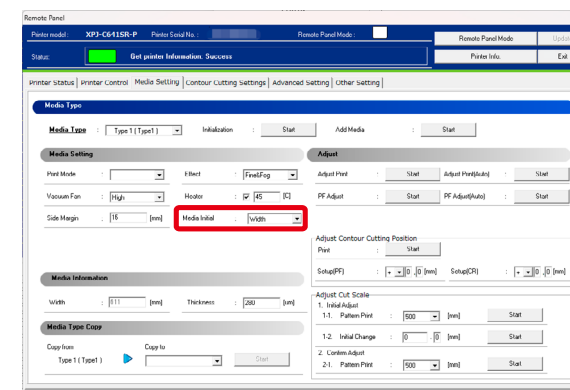 Remote Panel
Printer model : XPJ-C641SR-P Printer Serial No. : Remote Panel Mode : Remote Panel Mode Updat
Status: Get printer Information. Success Printer Info. Exit
Printer Status Printer Control Media Setting Contour Cutting Settings Advanced Setting Other Setting
Media Type
Media Type : Type 1 ( Type1 ) Initialization : Start Add Media : Start
Media Setting
Print Mode : Effect : Fine&Fog
Vacuum Fan : High Heater : 45 [C]
Side Margin : [mm] Media Initial : Width
Adjust
Adjust Print : Start Adjust Print(Auto) : Start
PF Adjust : Start PF Adjust(Auto) : Start
Adjust Contour Cutting Position
Print : Start
Setup(PF) : + 0 . 0 [mm] Setup(CR) : + 0 . 0 [mm]
Media Information
Width : [mm] Thickness : 280 [um]
Media Type Copy
Copy from Copy to
Type 1 ( Type1 ) Start
Adjust Cut Scale
1. Initial Adjust
1-1. Pattern Print : 500 [mm] Start
1-2. Initial Change : 0 . 0 [mm] Start
2. Confirm Adjust
2-1. Pattern Print : 500 [mm] Start